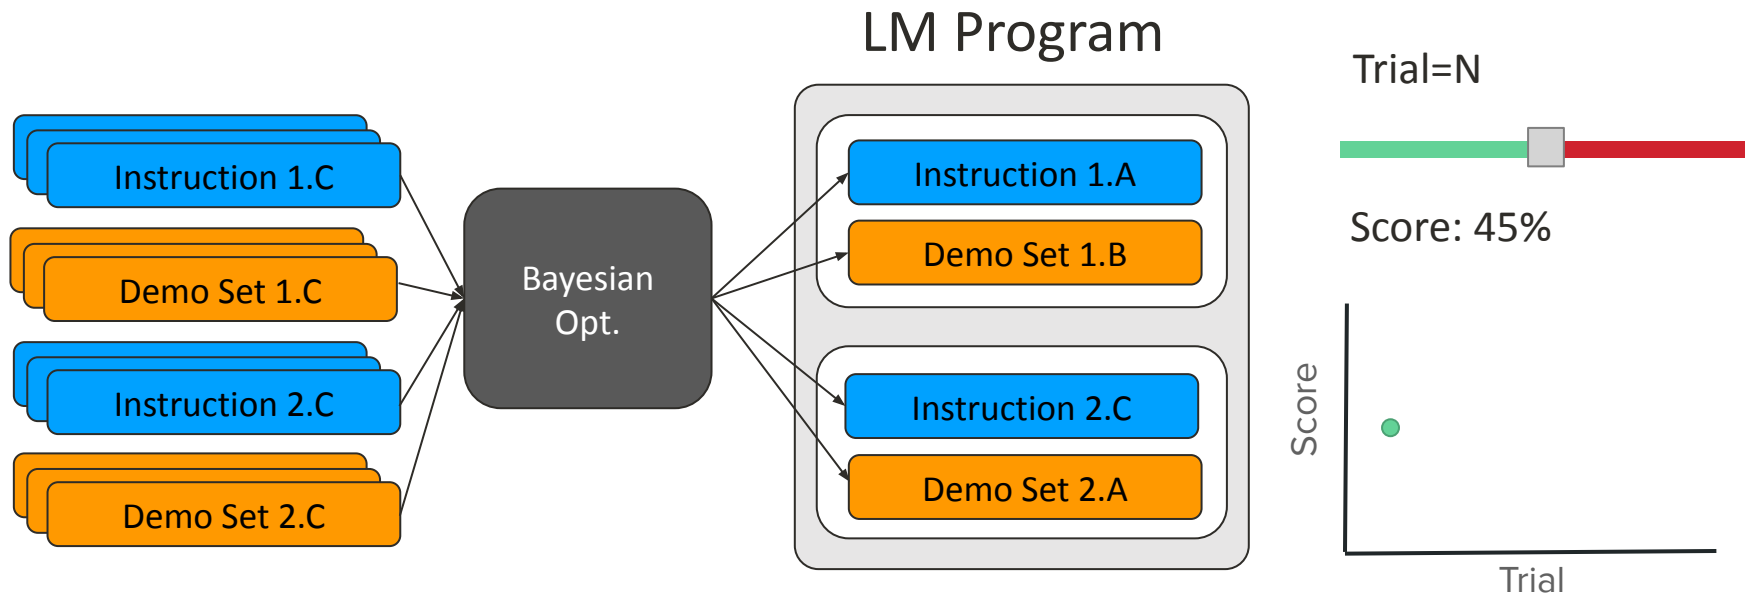 LM Program
Instruction 1.C
Demo Set 1.C
Instruction 2.C
Demo Set 2.C
Bayesian
Opt.
Instruction 1.A
Demo Set 1.B
Instruction 2.C
Demo Set 2.A
Trial=N
Score: 45%
Score
Trial